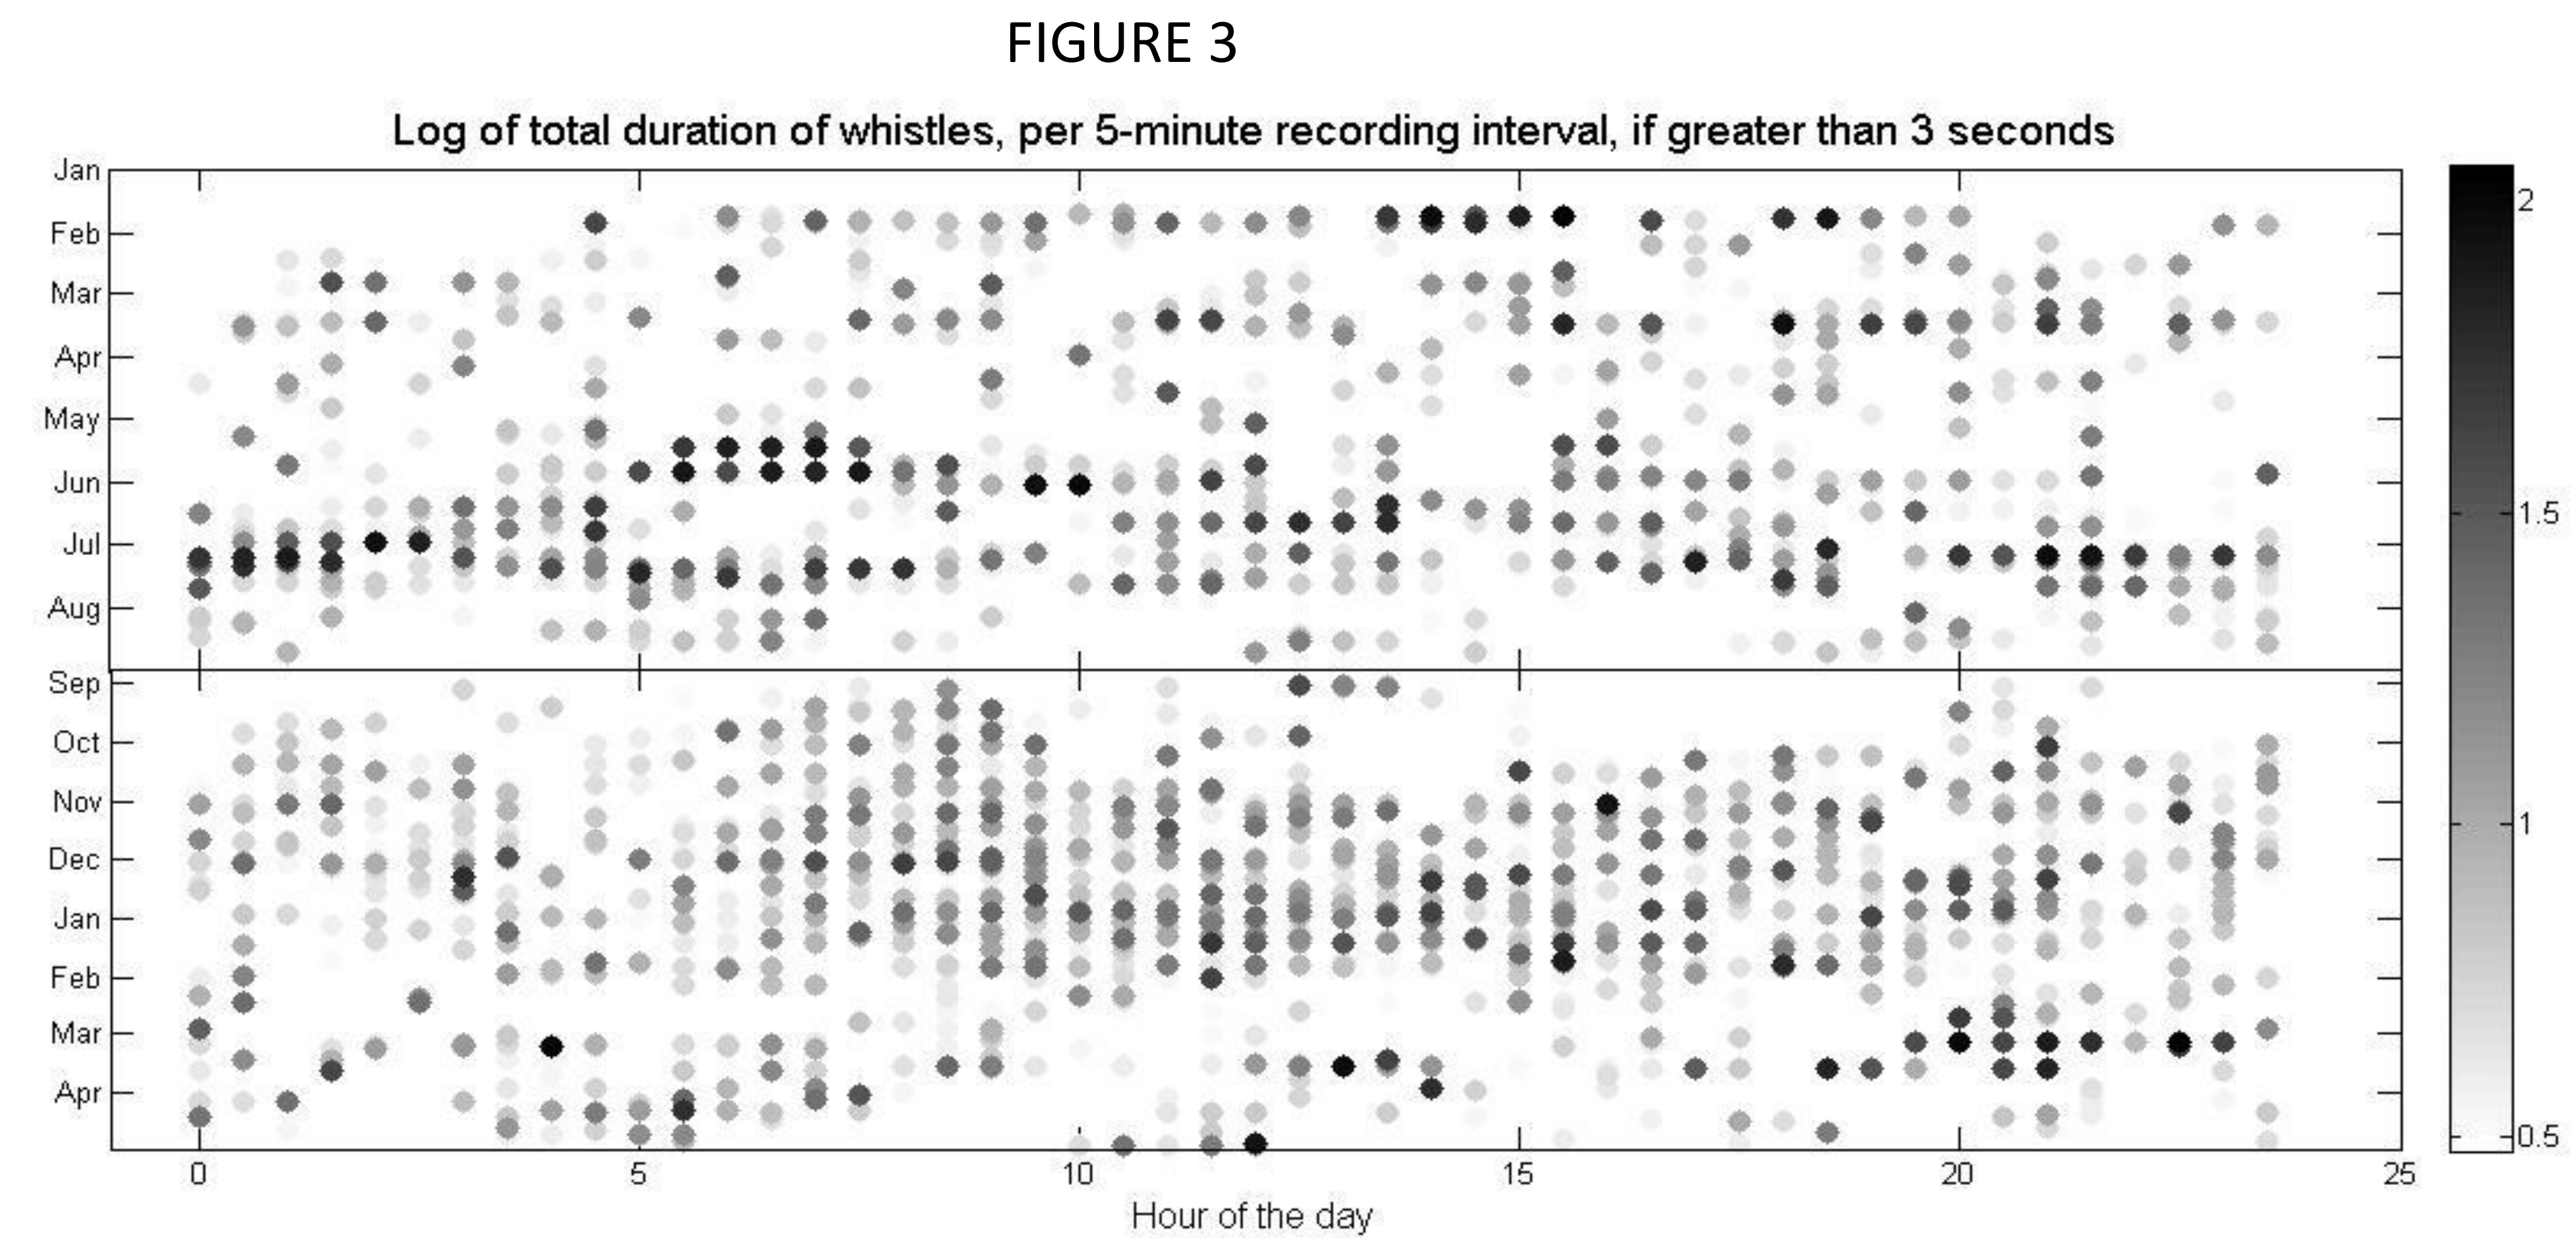 FIGURE 3
Log of total duration of whistles, per 5-minute recording interval, if greater than 3 seconds
Jan
Feb
Mar
Apr
May
Jun
Jul
Aug
Sep
Oct
Nov
Dec
Jan
Feb
Mar
Apr
0 5 10 15 20 25
Hour of the day
2
1.5
1
0.5